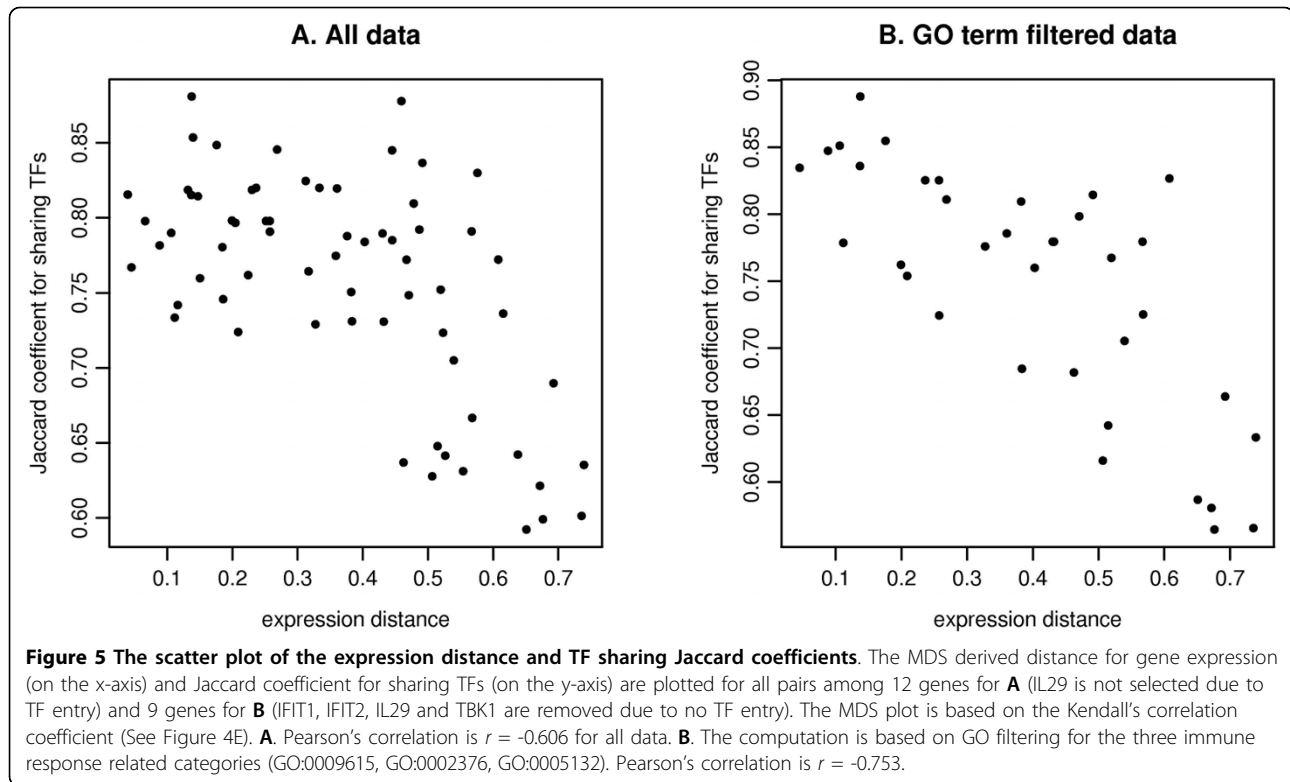 A. All data
Jaccard coefficent for sharing TFs
0.85
0.80
0.75
0.70
0.65
0.60
0.1 0.2 0.3 0.4 0.5 0.6 0.7
expression distance
B. GO term filtered data
Jaccard coefficent for sharing TFs
0.90
0.85
0.80
0.75
0.70
0.65
0.60
0.1 0.2 0.3 0.4 0.5 0.6 0.7
expression distance
Figure 5 The scatter plot of the expression distance and TF sharing Jaccard coefficients. The MDS derived distance for gene expression
(on the x-axis) and Jaccard coefficient for sharing TFs (on the y-axis) are plotted for all pairs among 12 genes for A (IL29 is not selected due to
TF entry) and 9 genes for B (IFIT1, IFIT2, IL29 and TBK1 are removed due to no TF entry). The MDS plot is based on the Kendall's correlation
coefficient (See Figure 4E). A. Pearson's correlation is r = -0.606 for all data. B. The computation is based on GO filtering for the three immune
response related categories (GO:0009615, GO:0002376, GO:0005132). Pearson's correlation is r = -0.753.